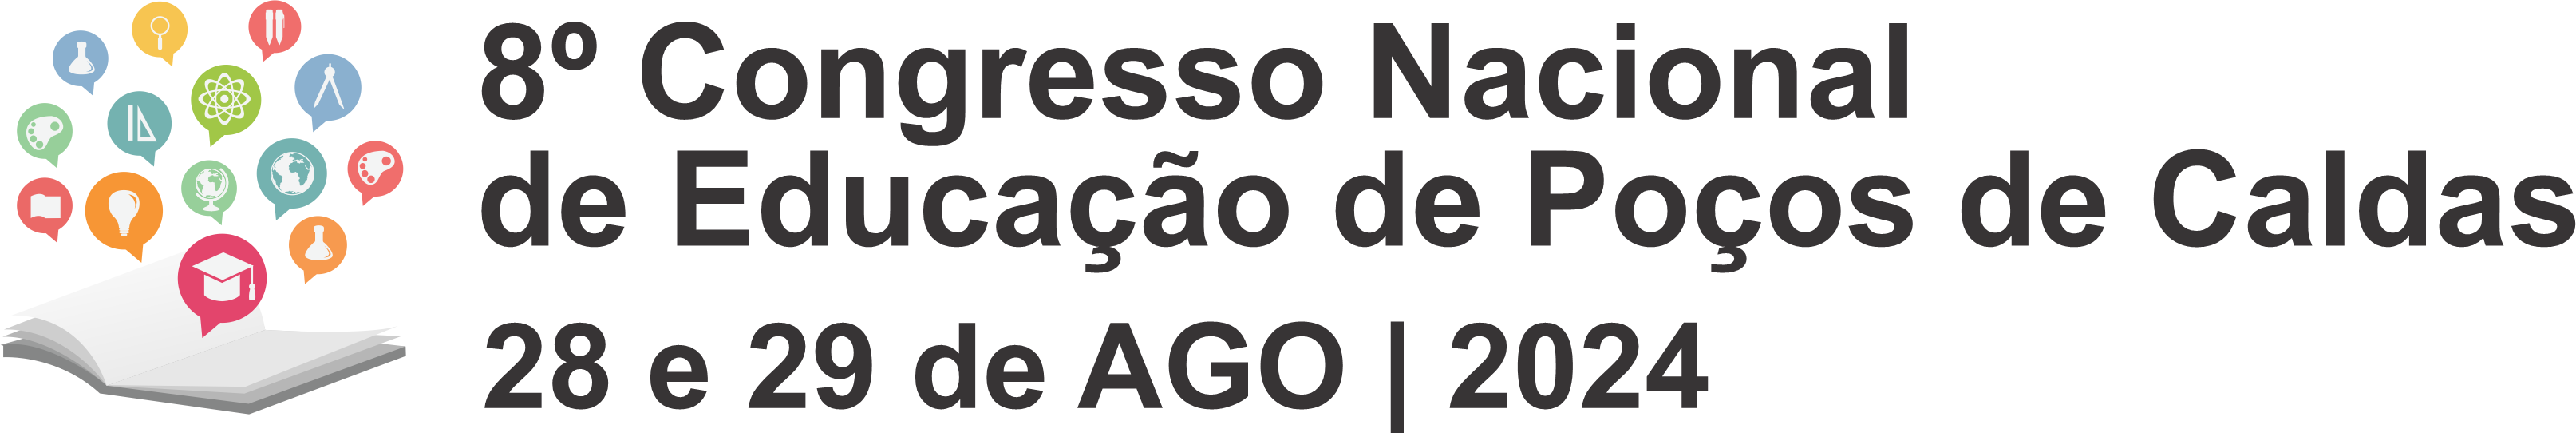 8º Congresso Nacional
de Educação de Poços de Caldas
28 e 29 de AGO | 2024